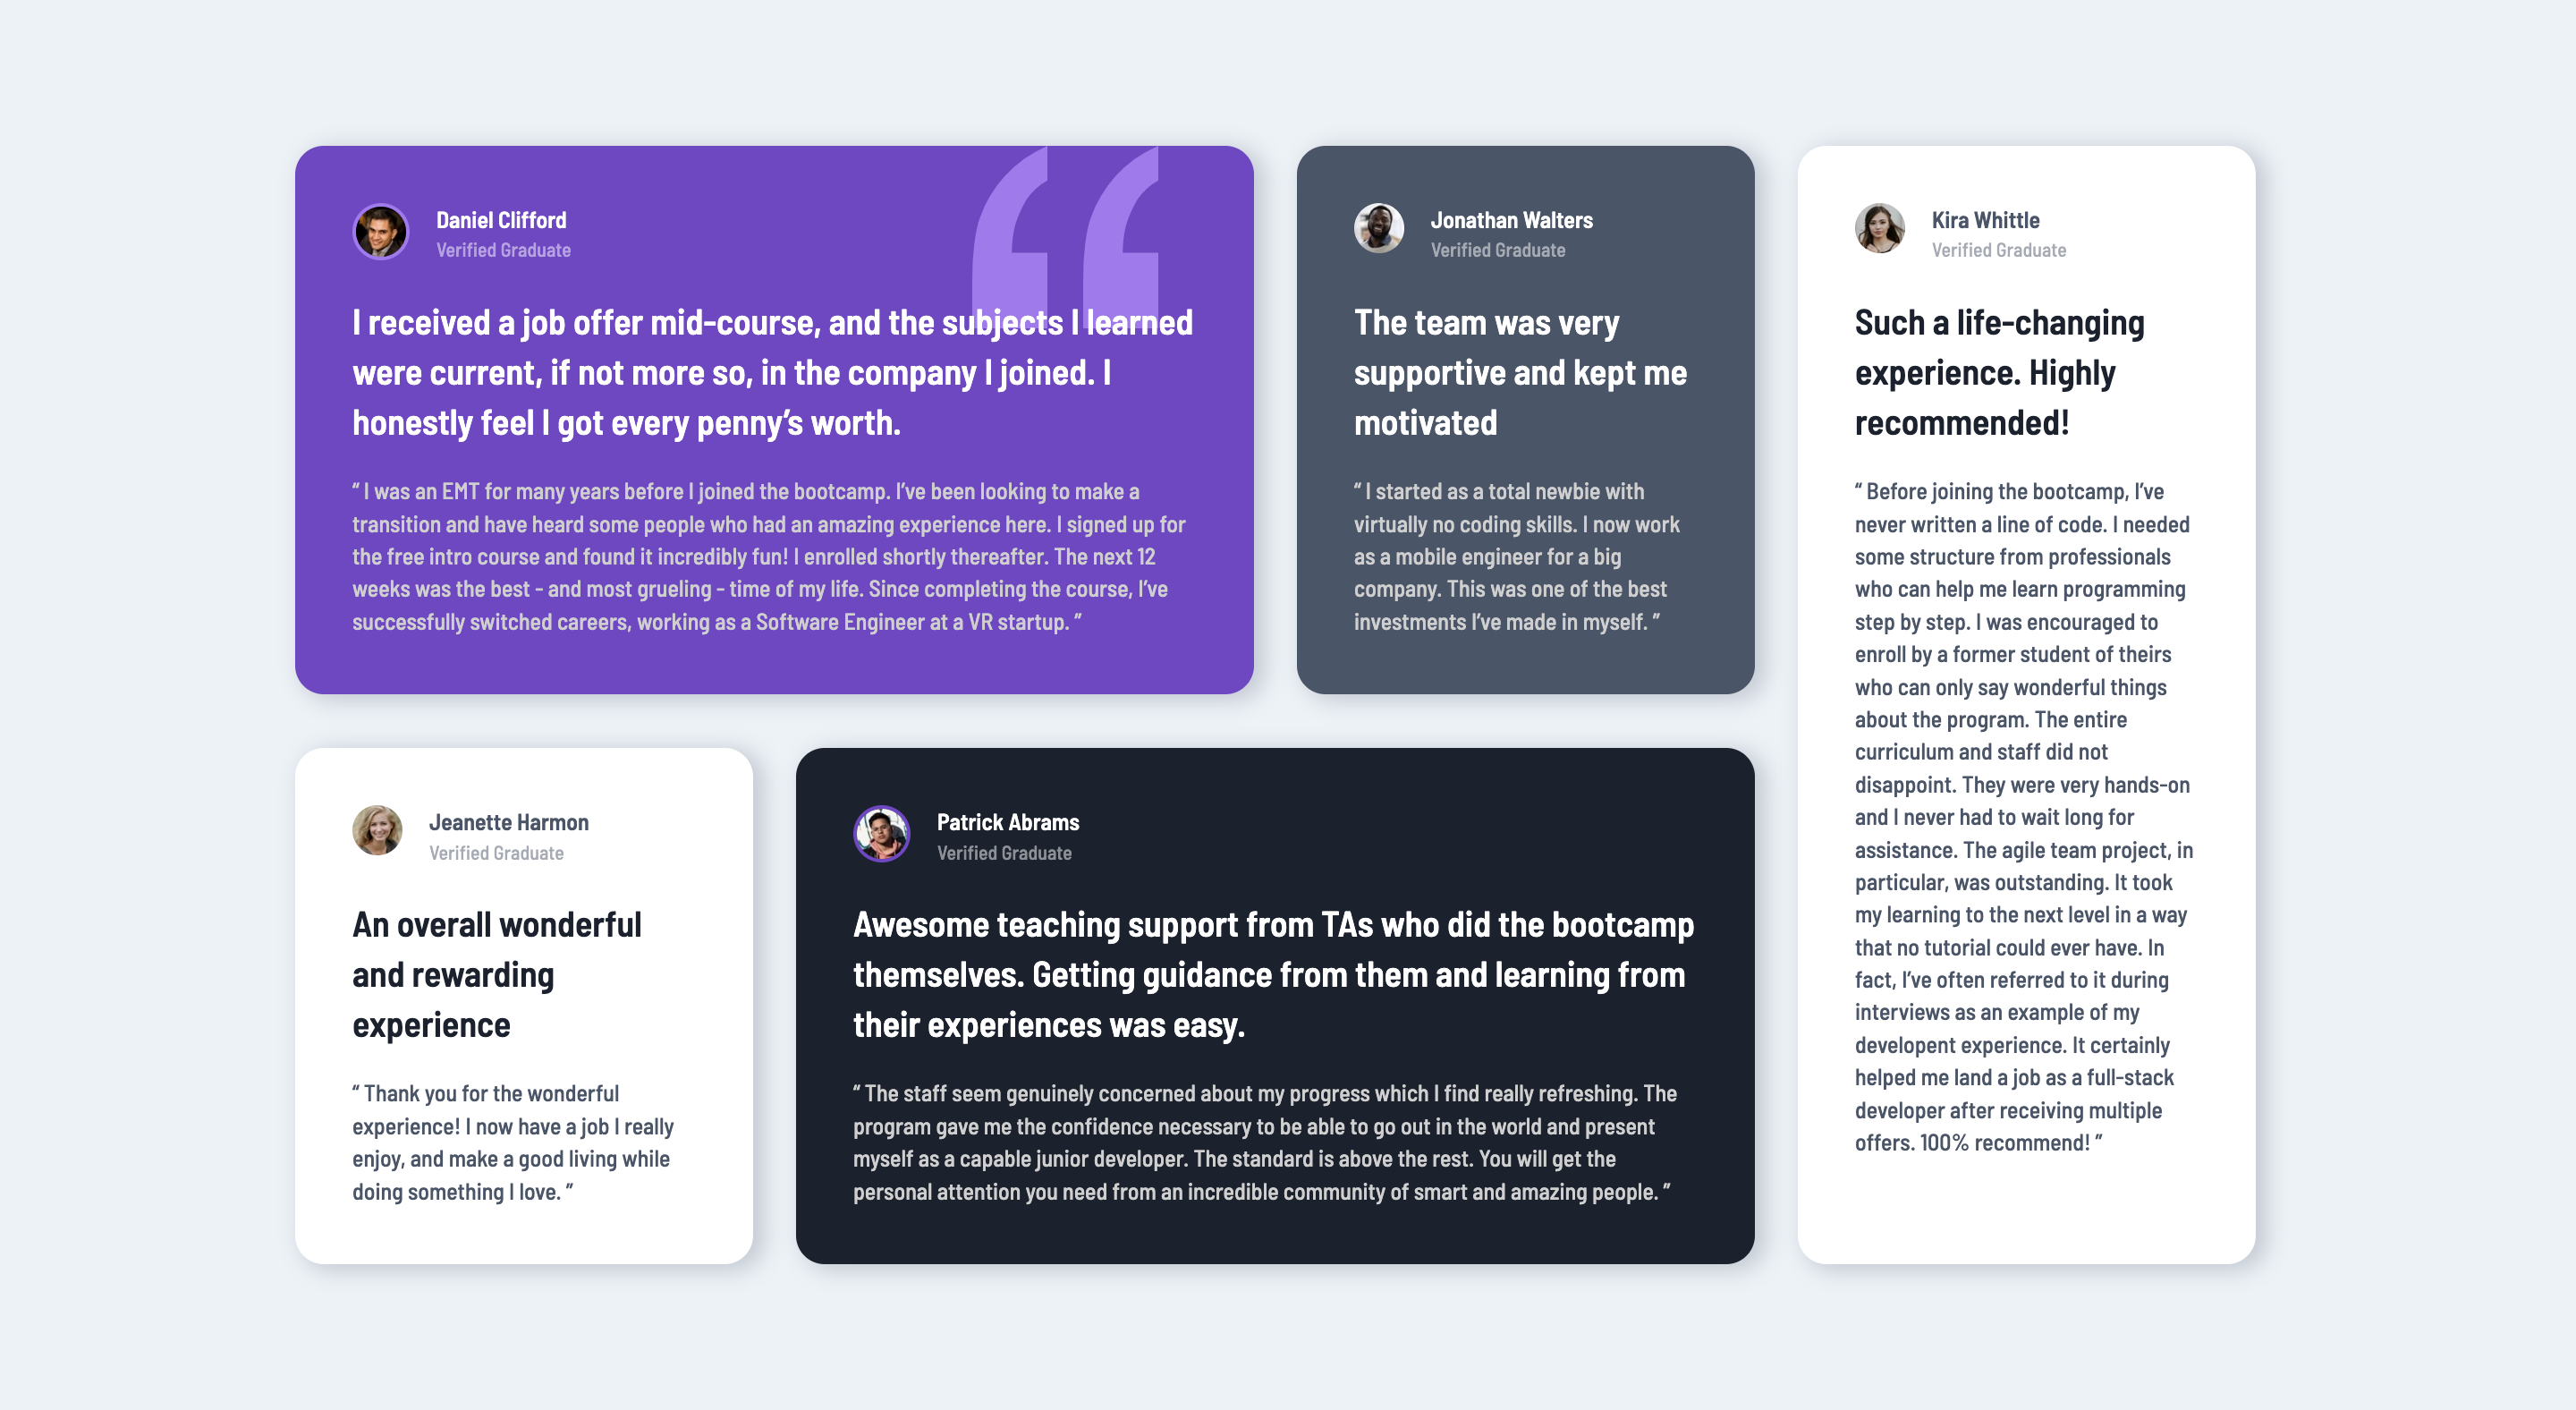 Daniel Clifford
Verified Graduate
I received a job offer mid-course, and the subjects I learned
were current, if not more so, in the company I joined. I
honestly feel I got every penny’s worth.
“ I was an EMT for many years before I joined the bootcamp. I’ve been looking to make a
transition and have heard some people who had an amazing experience here. I signed up for
the free intro course and found it incredibly fun! I enrolled shortly thereafter. The next 12
weeks was the best - and most grueling - time of my life. Since completing the course, I’ve
successfully switched careers, working as a Software Engineer at a VR startup. ”
Jonathan Walters
Verified Graduate
The team was very
supportive and kept me
motivated
“ I started as a total newbie with
virtually no coding skills. I now work
as a mobile engineer for a big
company. This was one of the best
investments I’ve made in myself. ”
Kira Whittle
Verified Graduate
Such a life-changing
experience. Highly
recommended!
“ Before joining the bootcamp, I’ve
never written a line of code. I needed
some structure from professionals
who can help me learn programming
step by step. I was encouraged to
enroll by a former student of theirs
who can only say wonderful things
about the program. The entire
curriculum and staff did not
disappoint. They were very hands-on
and I never had to wait long for
assistance. The agile team project, in
particular, was outstanding. It took
my learning to the next level in a way
that no tutorial could ever have. In
fact, I’ve often referred to it during
interviews as an example of my
developent experience. It certainly
helped me land a job as a full-stack
developer after receiving multiple
offers. 100% recommend! ”
Jeanette Harmon
Verified Graduate
An overall wonderful
and rewarding
experience
“ Thank you for the wonderful
experience! I now have a job I really
enjoy, and make a good living while
doing something I love. ”
Patrick Abrams
Verified Graduate
Awesome teaching support from TAs who did the bootcamp
themselves. Getting guidance from them and learning from
their experiences was easy.
“ The staff seem genuinely concerned about my progress which I find really refreshing. The
program gave me the confidence necessary to be able to go out in the world and present
myself as a capable junior developer. The standard is above the rest. You will get the
personal attention you need from an incredible community of smart and amazing people. ”